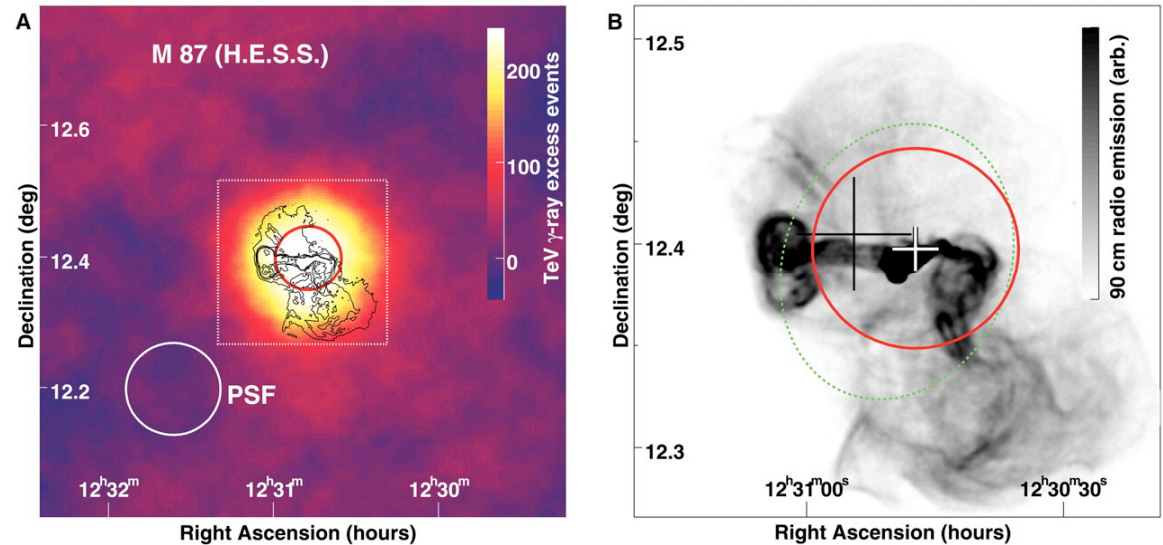 A
M 87 (H.E.S.S.)
200
100
0
TeV γ-ray excess events
12.6
12.4
12.2
Declination (deg)
PSF
12ʰ32ᵐ
12ʰ31ᵐ
12ʰ30ᵐ
Right Ascension (hours)
B
12.5
12.4
12.3
Declination (deg)
90 cm radio emission (arb.)
12ʰ31ᵐ00ˢ
12ʰ30ᵐ30ˢ
Right Ascension (hours)